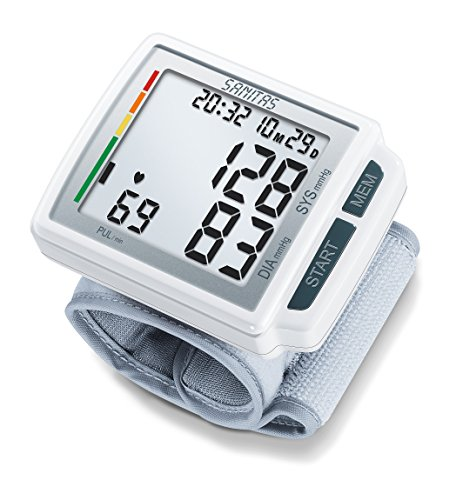 SANITAS
20:32 10M 29D
128
SYS mmHg
83
DIA mmHg
69
PUL/min
MEM
START